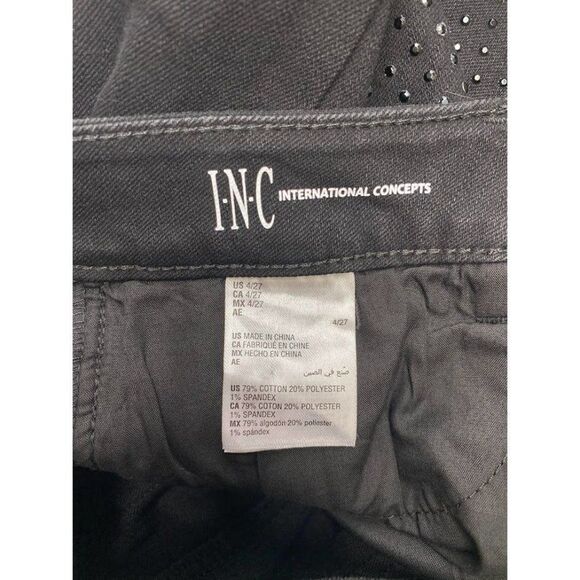 I·N·C INTERNATIONAL CONCEPTS
US 4/27
CA 4/27
MX 4/27
AE
4/27
US MADE IN CHINA
CA FABRIQUÉ EN CHINE
MX HECHO EN CHINA
AE
صنع في الصين
US 79% COTTON 20% POLYESTER
1% SPANDEX
CA 79% COTON 20% POLYESTER
1% SPANDEX
MX 79% algodón 20% poliester
1% spándex